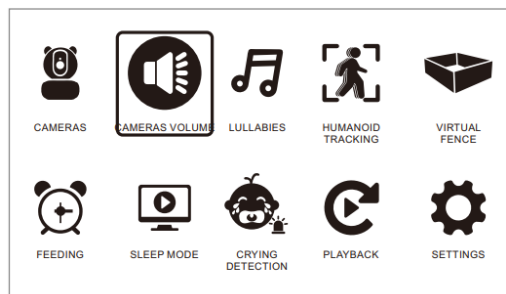 CAMERAS
CAMERAS VOLUME
LULLABIES
HUMANOID
TRACKING
VIRTUAL
FENCE
FEEDING
SLEEP MODE
CRYING
DETECTION
PLAYBACK
SETTINGS